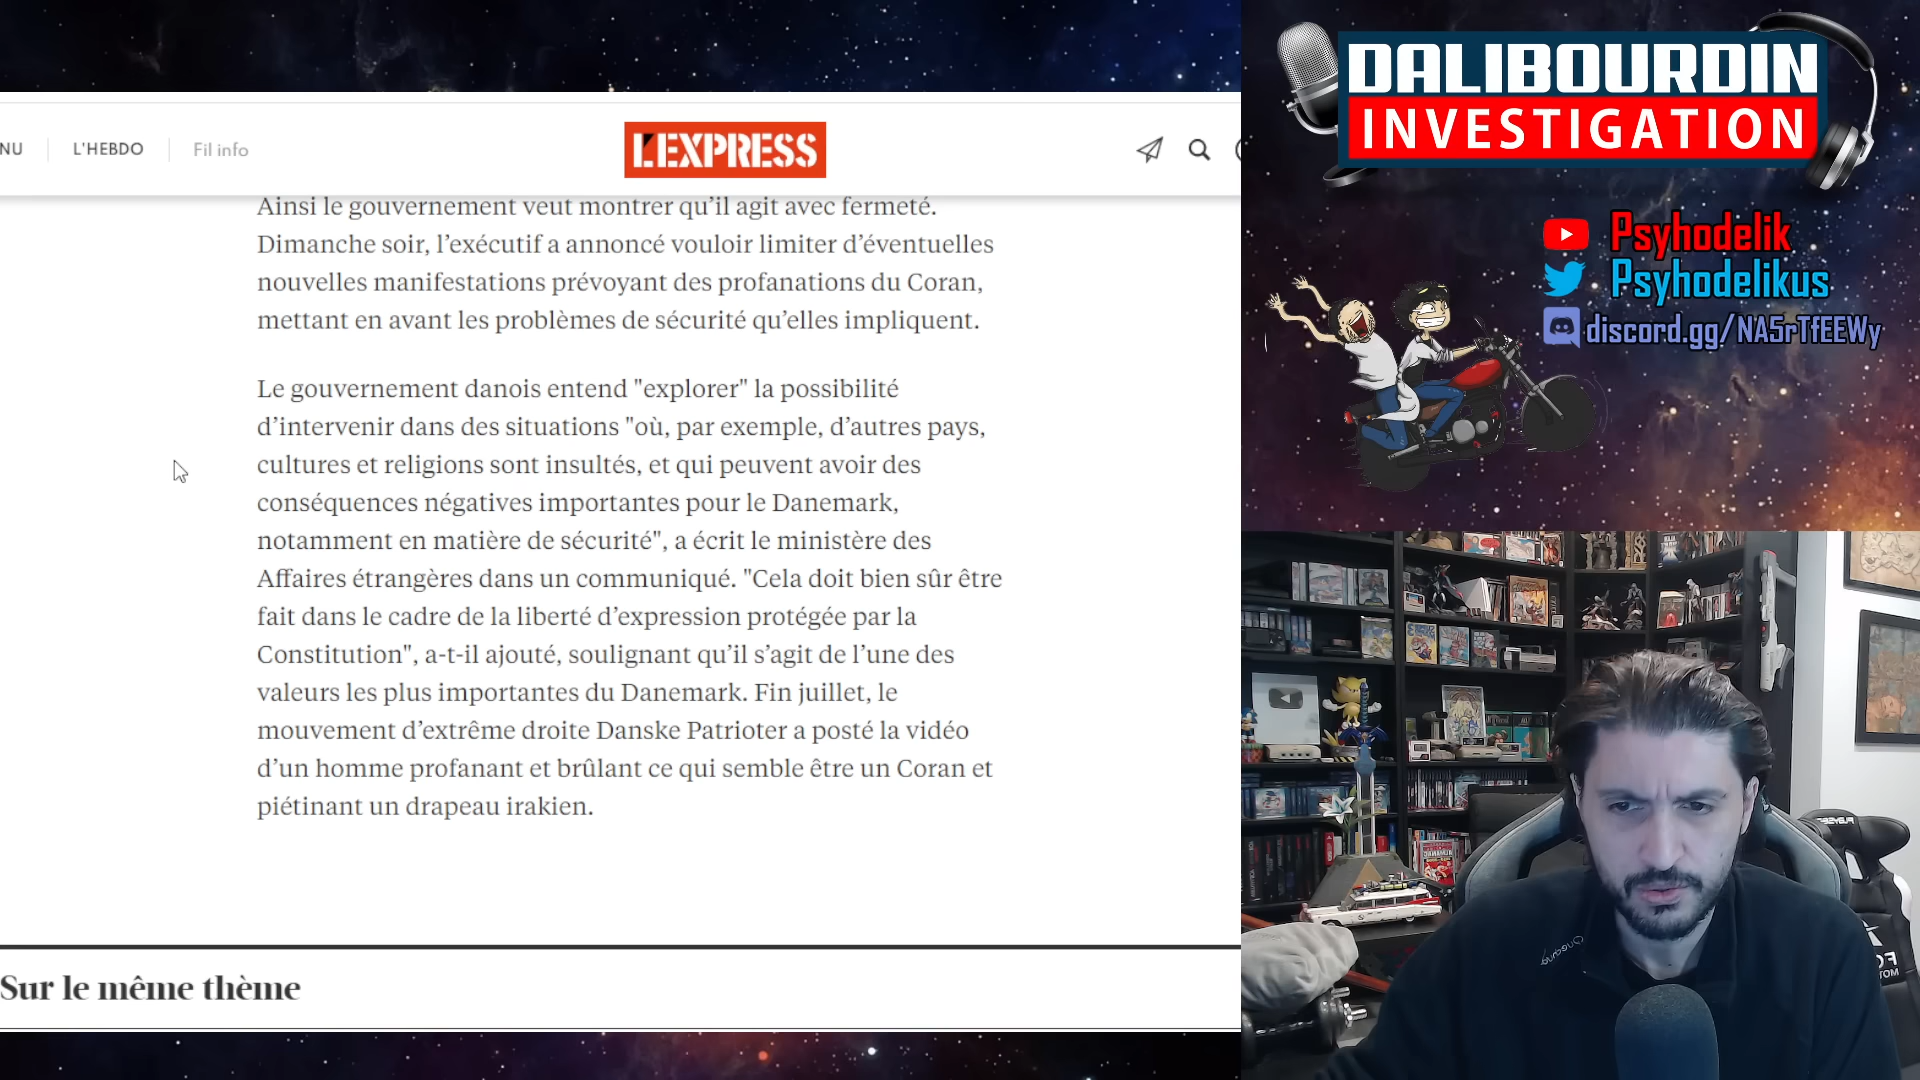 NU
L'HEBDO
Fil info
L'EXPRESS
Ainsi le gouvernement veut montrer qu’il agit avec fermeté.
Dimanche soir, l’exécutif a annoncé vouloir limiter d’éventuelles
nouvelles manifestations prévoyant des profanations du Coran,
mettant en avant les problèmes de sécurité qu’elles impliquent.
Le gouvernement danois entend "explorer" la possibilité
d’intervenir dans des situations "où, par exemple, d’autres pays,
cultures et religions sont insultés, et qui peuvent avoir des
conséquences négatives importantes pour le Danemark,
notamment en matière de sécurité", a écrit le ministère des
Affaires étrangères dans un communiqué. "Cela doit bien sûr être
fait dans le cadre de la liberté d’expression protégée par la
Constitution", a-t-il ajouté, soulignant qu’il s’agit de l’une des
valeurs les plus importantes du Danemark. Fin juillet, le
mouvement d’extrême droite Danske Patrioter a posté la vidéo
d’un homme profanant et brûlant ce qui semble être un Coran et
piétinant un drapeau irakien.
Sur le même thème
DALIBOURDIN
INVESTIGATION
Psyhodelik
Psyhodelikus
discord.gg/NA5rTfEEWy
Quechua